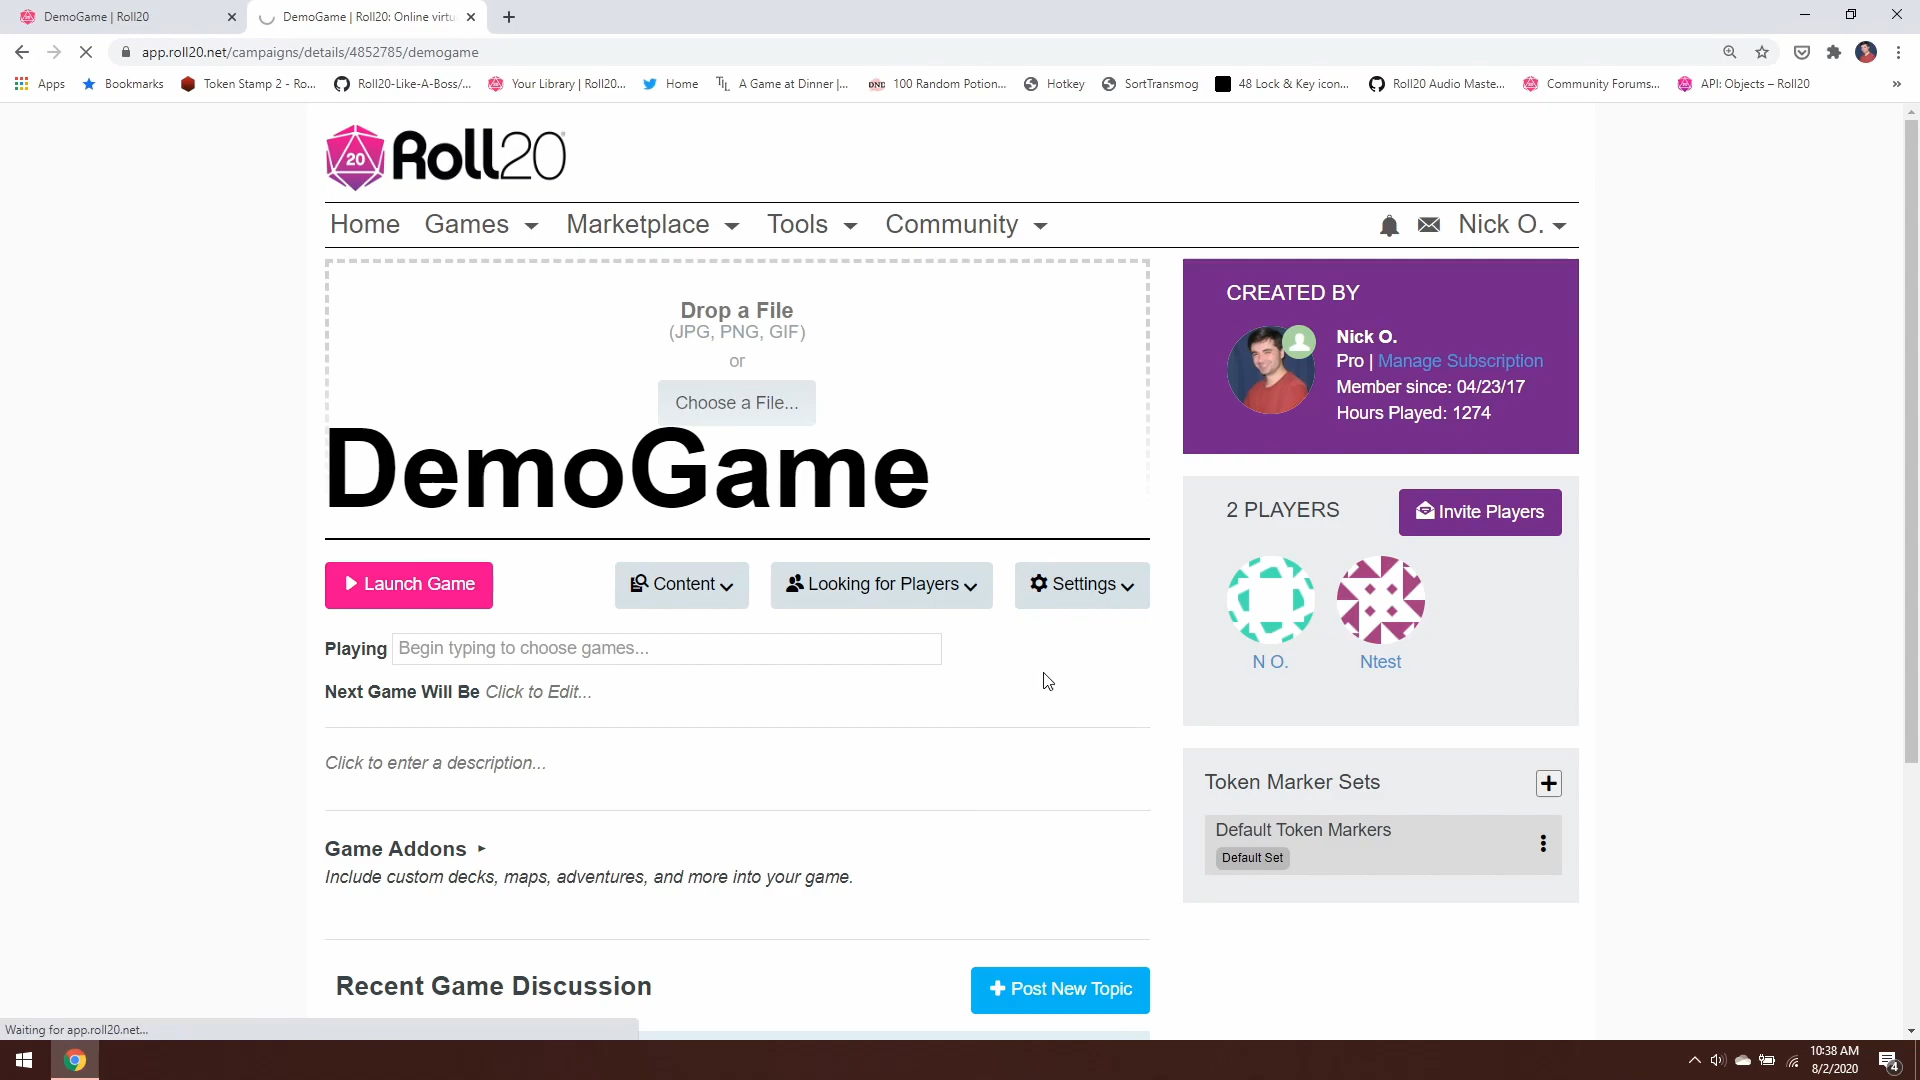 DemoGame | Roll20
DemoGame | Roll20: Online virtu
app.roll20.net/campaigns/details/4852785/demogame
Apps
Bookmarks
Token Stamp 2 - Ro...
Roll20-Like-A-Boss/...
Your Library | Roll20...
Home
A Game at Dinner |...
100 Random Potion...
Hotkey
SortTransmog
48 Lock & Key icon...
Roll20 Audio Maste...
Community Forums...
API: Objects – Roll20
»
20 Roll20
Home
Games
Marketplace
Tools
Community
Nick O.
Drop a File
(JPG, PNG, GIF)
or
Choose a File...
DemoGame
CREATED BY
Nick O.
Pro | Manage Subscription
Member since: 04/23/17
Hours Played: 1274
2 PLAYERS
Invite Players
N O.
Ntest
Launch Game
Content
Looking for Players
Settings
Playing Begin typing to choose games...
Next Game Will Be Click to Edit...
Click to enter a description...
Token Marker Sets
Default Token Markers
Default Set
Game Addons
Include custom decks, maps, adventures, and more into your game.
Recent Game Discussion
Post New Topic
Waiting for app.roll20.net...
10:38 AM
8/2/2020
4